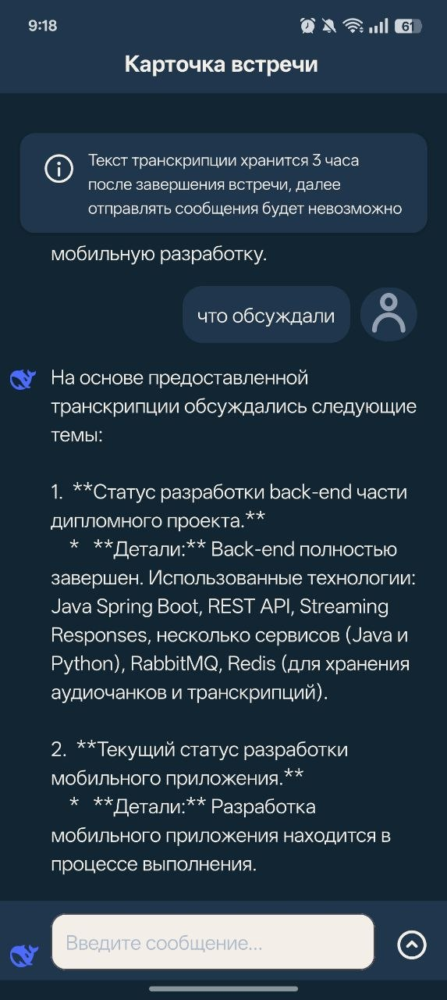 9:18
61
Карточка встречи
Текст транскрипции хранится 3 часа
после завершения встречи, далее
отправлять сообщения будет невозможно
мобильную разработку.
что обсуждали
На основе предоставленной
транскрипции обсуждались следующие
темы:
1. **Статус разработки back-end части
дипломного проекта.**
* **Детали:** Back-end полностью
завершен. Использованные технологии:
Java Spring Boot, REST API, Streaming
Responses, несколько сервисов (Java и
Python), RabbitMQ, Redis (для хранения
аудиочанков и транскрипций).
2. **Текущий статус разработки
мобильного приложения.**
* **Детали:** Разработка
мобильного приложения находится в
процессе выполнения.
Введите сообщение...